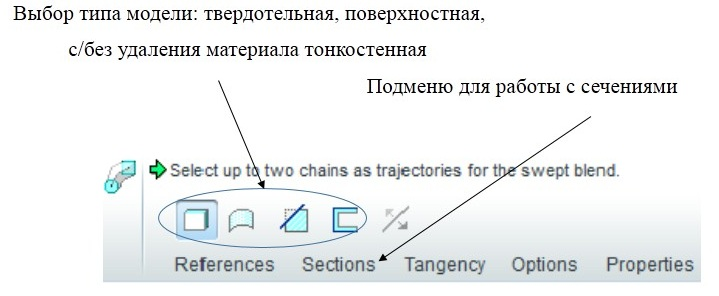 Выбор типа модели: твердотельная, поверхностная,
с/без удаления материала тонкостенная
Подменю для работы с сечениями
Select up to two chains as trajectories for the swept blend.
References Sections Tangency Options Properties